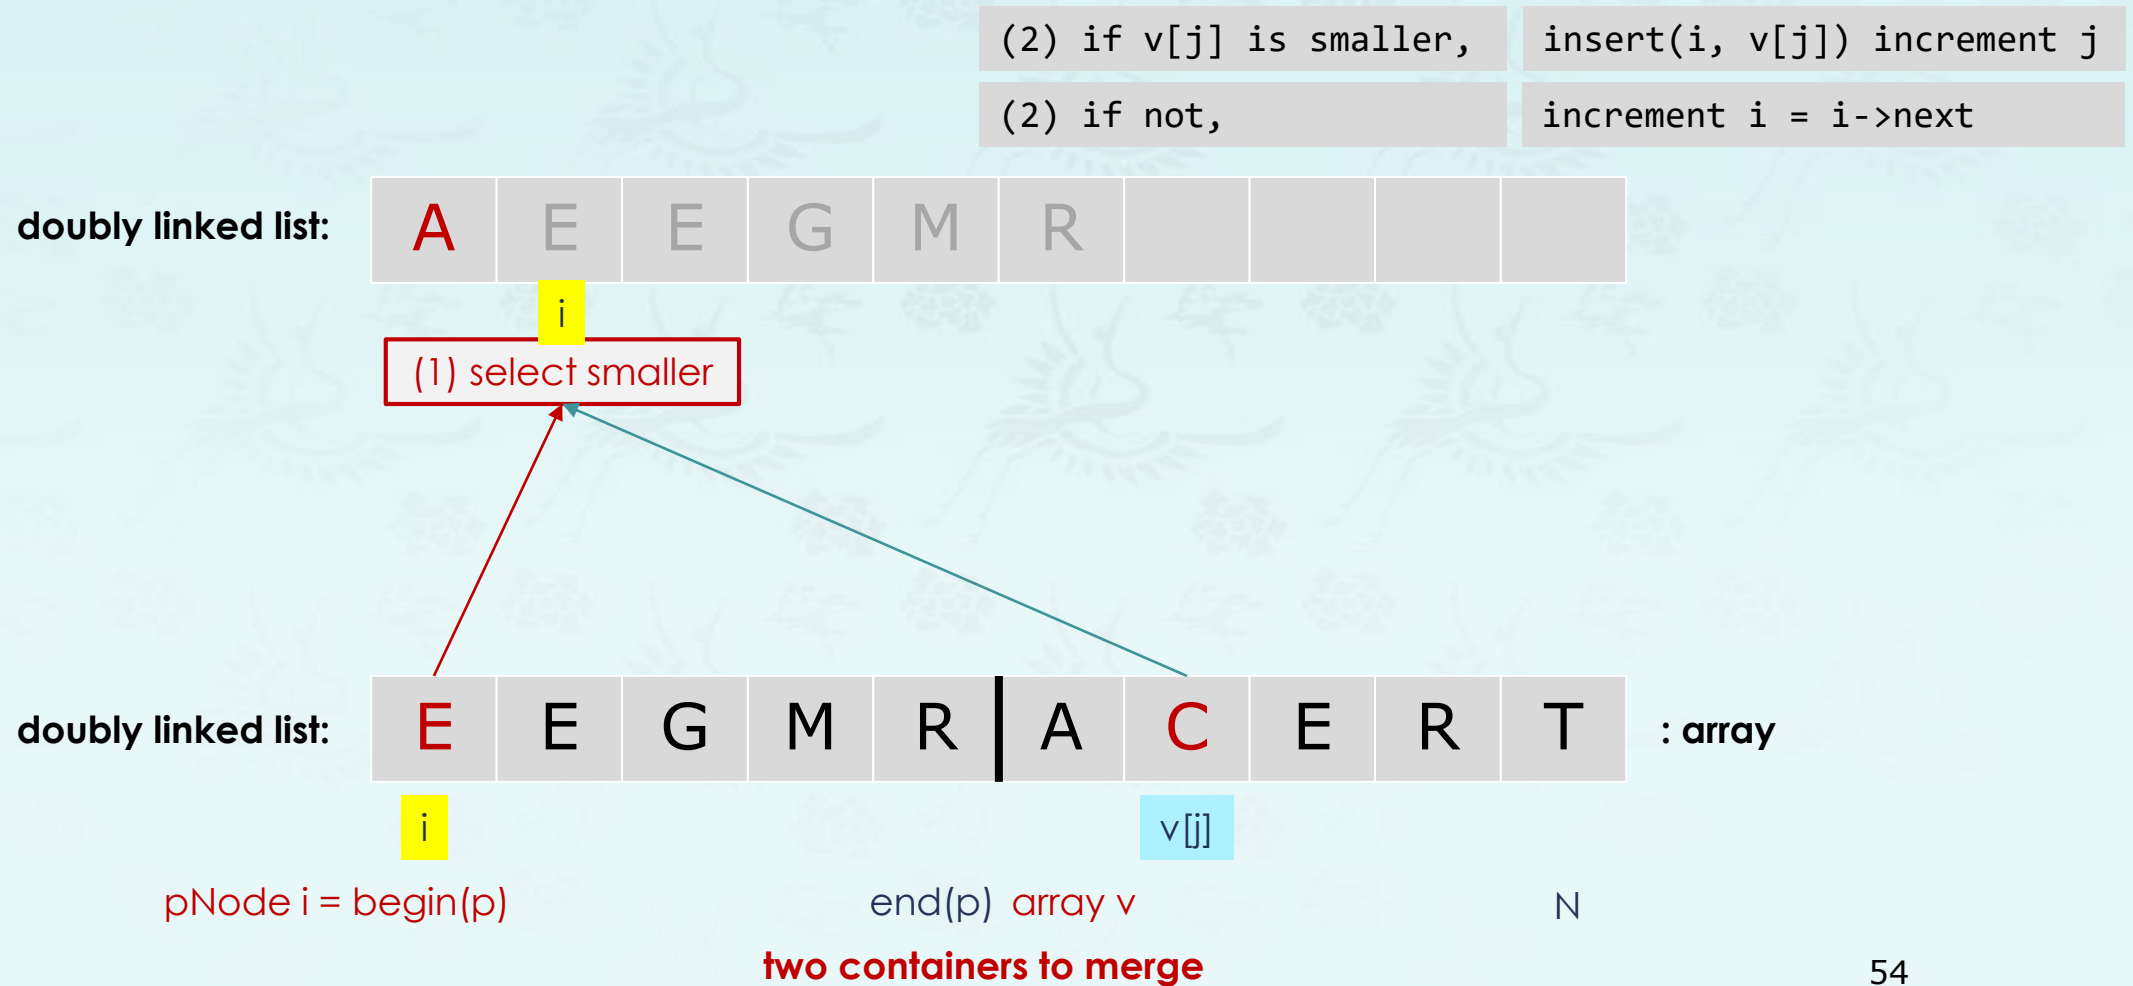 (2) if v[j] is smaller, insert(i, v[j]) increment j
(2) if not, increment i = i->next
doubly linked list: A E E G M R
i
(1) select smaller
doubly linked list: E E G M R A C E R T : array
i v[j]
pNode i = begin(p) end(p) array v N
two containers to merge
54